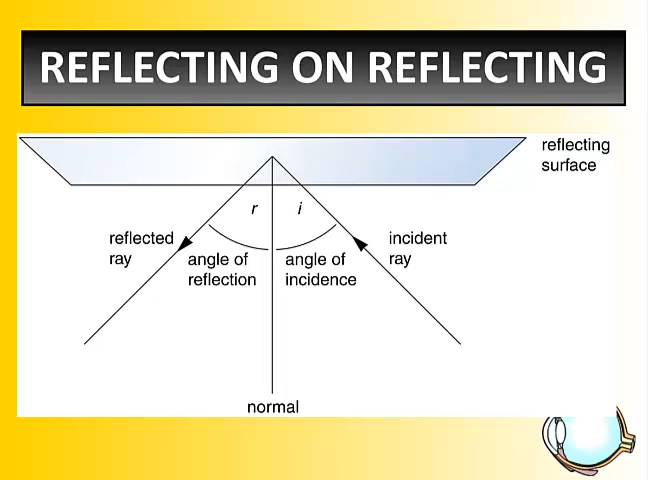 REFLECTING ON REFLECTING
reflecting
surface
r
i
reflected
ray
angle of
reflection
angle of
incidence
incident
ray
normal